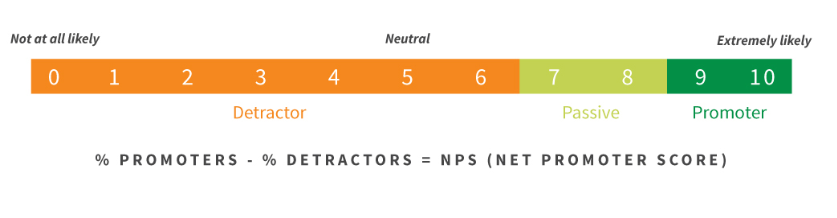 Not at all likely Neutral Extremely likely
0 1 2 3 4 5 6 7 8 9 10
Detractor Passive Promoter
% PROMOTERS - % DETRACTORS = NPS (NET PROMOTER SCORE)